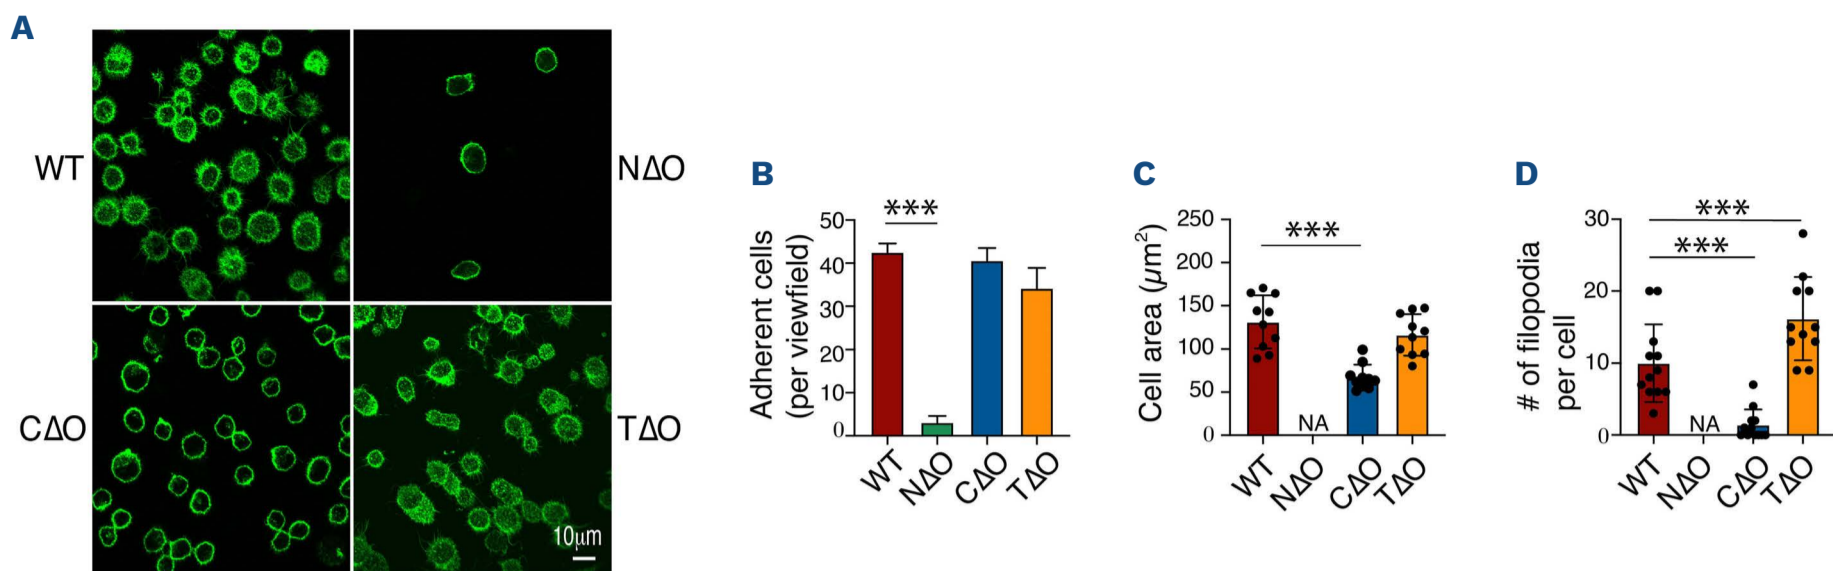 A
WT
NΔO
CΔO
TΔO
10μm
B
Adherent cells
(per viewfield)
50
40
30
20
10
0
***
WT
NΔO
CΔO
TΔO
C
Cell area (μm²)
250
200
150
100
50
0
***
NA
WT
NΔO
CΔO
TΔO
D
# of filopodia
per cell
30
20
10
0
***
***
NA
WT
NΔO
CΔO
TΔO